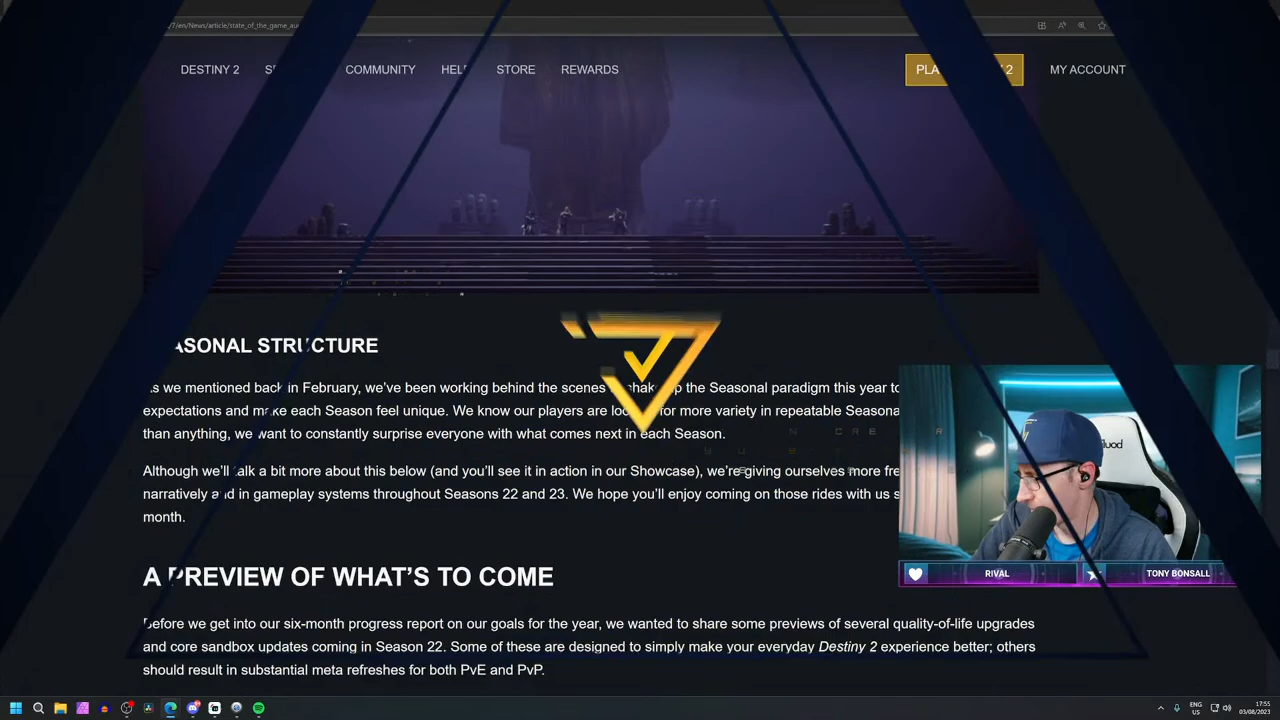 /7/en/News/article/state_of_the_game_au
DESTINY 2 COMMUNITY HELP STORE REWARDS MY ACCOUNT
SEASONAL STRUCTURE
As we mentioned back in February, we've been working behind the scenes to shake up the Seasonal paradigm this year to
expectations and make each Season feel unique. We know our players are looking for more variety in repeatable Seasona
than anything, we want to constantly surprise everyone with what comes next in each Season.
Although we'll talk a bit more about this below (and you'll see it in action in our Showcase), we're giving ourselves more fre
narratively and in gameplay systems throughout Seasons 22 and 23. We hope you'll enjoy coming on those rides with us s
month.
A PREVIEW OF WHAT'S TO COME
Before we get into our six-month progress report on our goals for the year, we wanted to share some previews of several quality-of-life upgrades
and core sandbox updates coming in Season 22. Some of these are designed to simply make your everyday Destiny 2 experience better; others
should result in substantial meta refreshes for both PvE and PvP.
RIVAL TONY BONSALL
ENG
US
17:55
03/08/2023